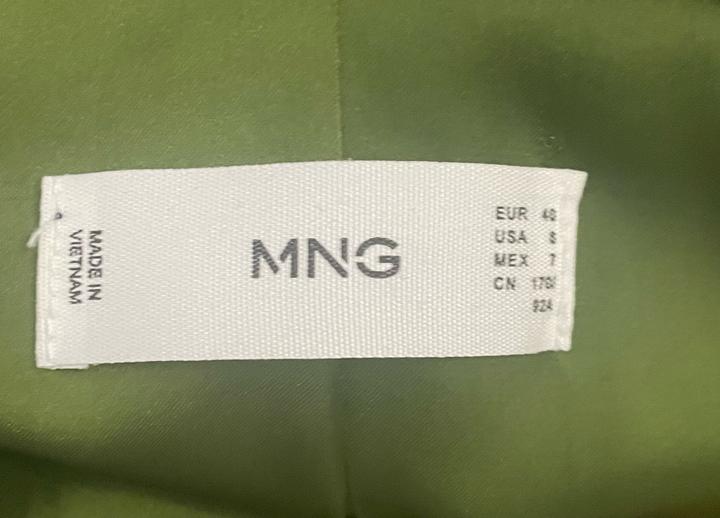 MADE IN
VIETNAM
MNG
EUR 40
USA 8
MEX 7
CN 170/
92A